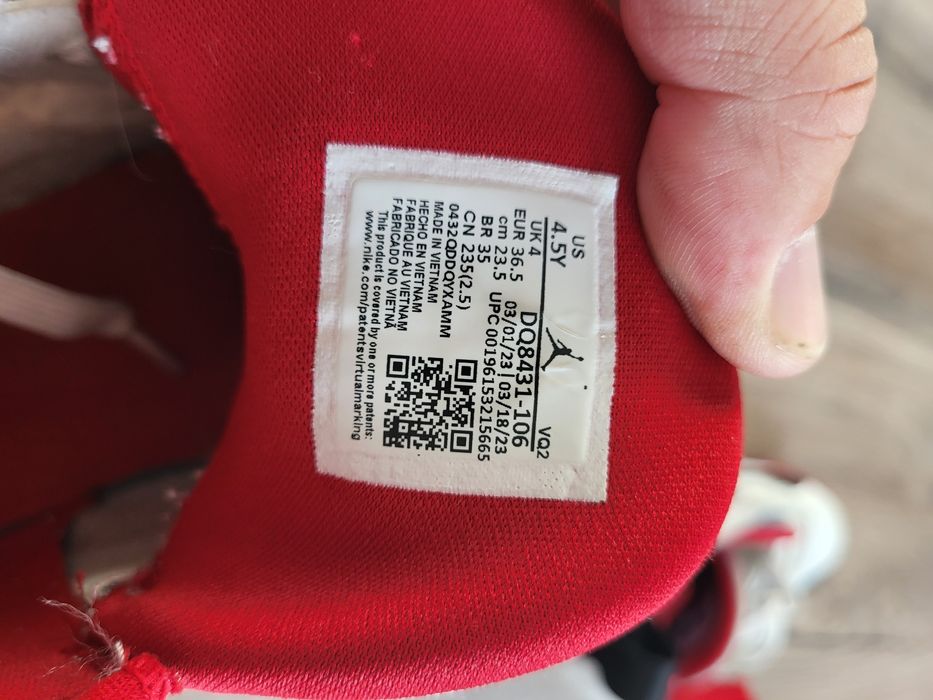 US
4.5Y
VQ2
UK 4
DQ8431-106
EUR 36.5 03/01/23|03/18/23
cm 23.5 UPC 00196153215665
BR 35
CN 235(2.5)
0432QDDQYXAMM
MADE IN VIETNAM
HECHO EN VIETNAM
FABRIQUE AU VIETNAM
FABRICADO NO VIETNÃ
This product is covered by one or more patents:
www.nike.com/patentsvirtualmarking